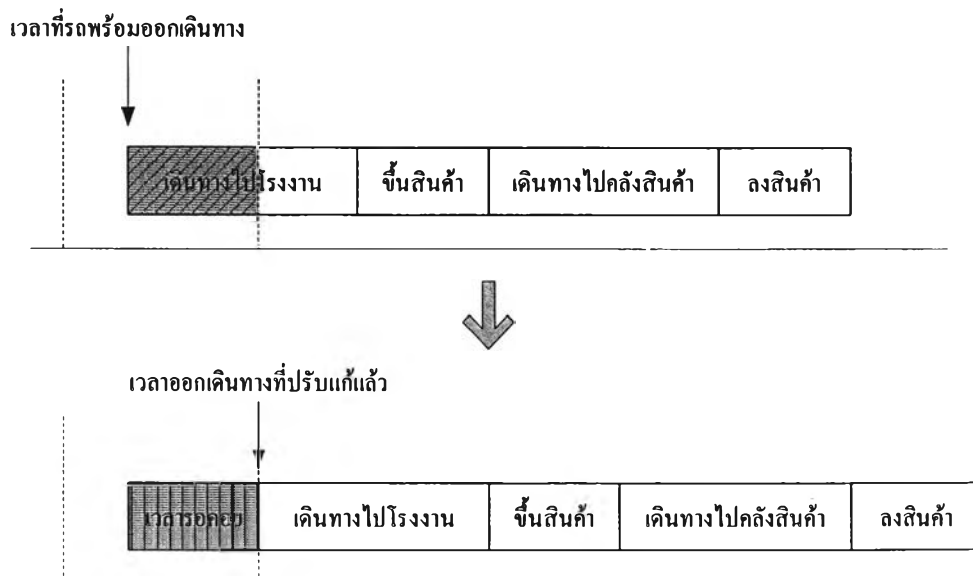 เวลาที่รถพร้อมออกเดินทาง
เดินทางไปโรงงาน ขึ้นสินค้า เดินทางไปคลังสินค้า ลงสินค้า
เวลาออกเดินทางที่ปรับแก้แล้ว
เวลารอคอย เดินทางไปโรงงาน ขึ้นสินค้า เดินทางไปคลังสินค้า ลงสินค้า